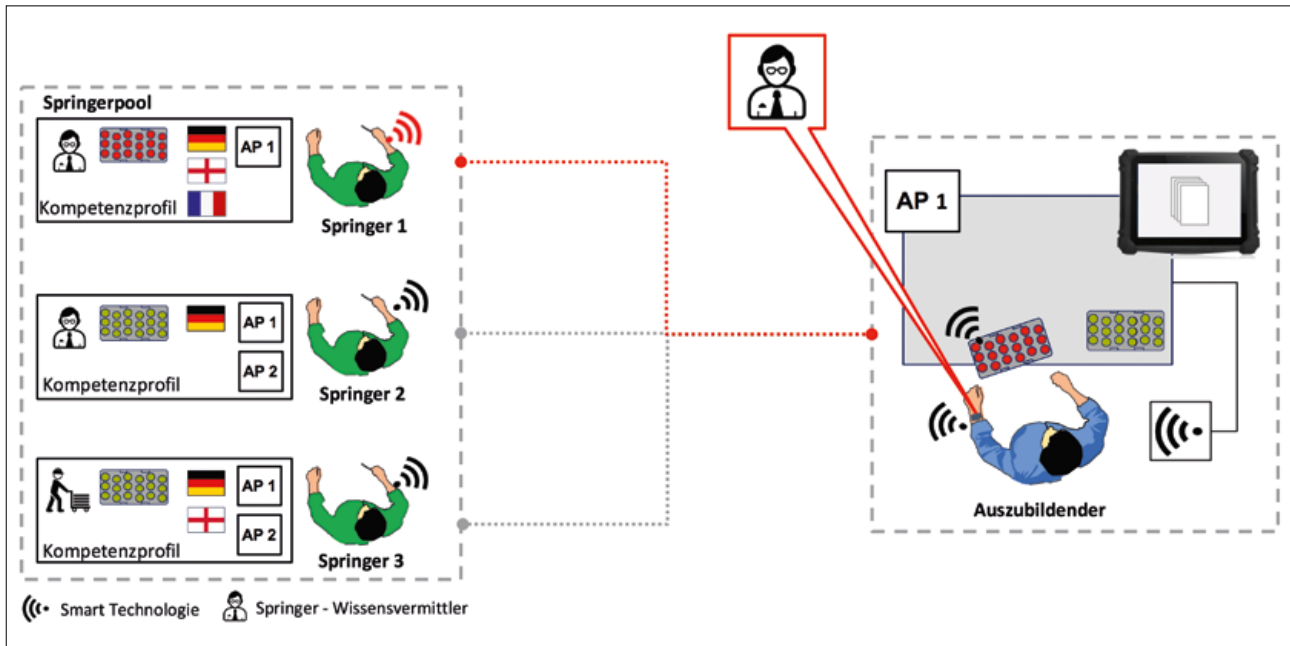 Springerpool
AP 1
Kompetenzprofil
Springer 1
AP 1
AP 2
Kompetenzprofil
Springer 2
AP 1
AP 2
Kompetenzprofil
Springer 3
AP 1
Auszubildender
Smart Technologie
Springer - Wissensvermittler